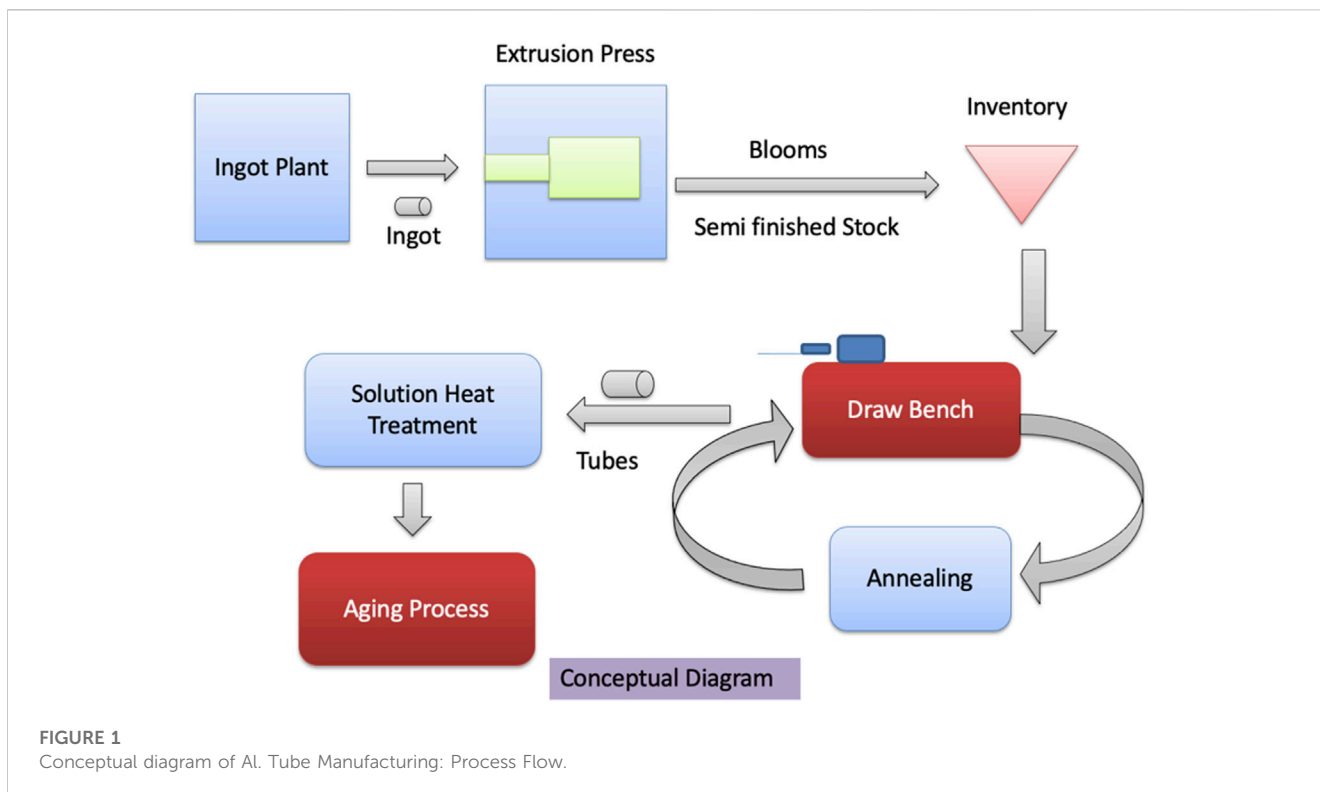 Extrusion Press
Ingot Plant
Ingot
Blooms
Semi finished Stock
Inventory
Solution Heat
Treatment
Tubes
Draw Bench
Annealing
Aging Process
Conceptual Diagram
FIGURE 1
Conceptual diagram of Al. Tube Manufacturing: Process Flow.